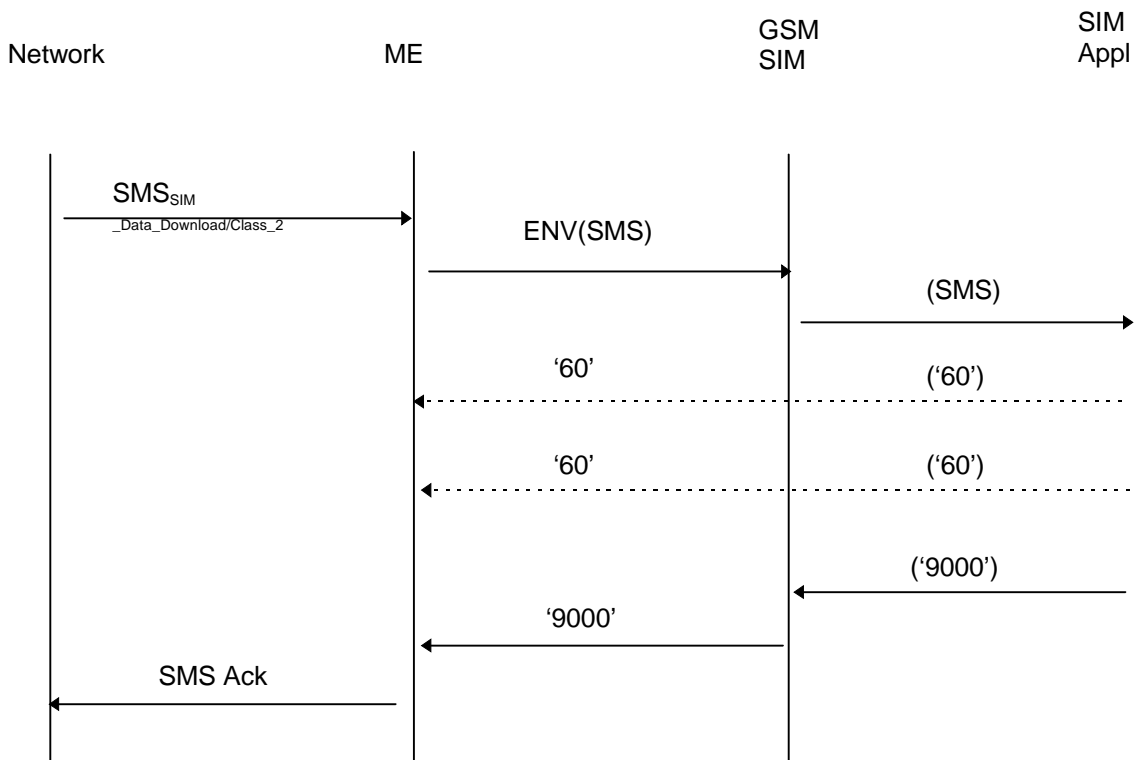 Network
ME
GSM
SIM
SIM
Appl
SMSSIM
_Data_Download/Class_2
ENV(SMS)
(SMS)
‘60’
(‘60’)
‘60’
(‘60’)
(‘9000’)
‘9000’
SMS Ack